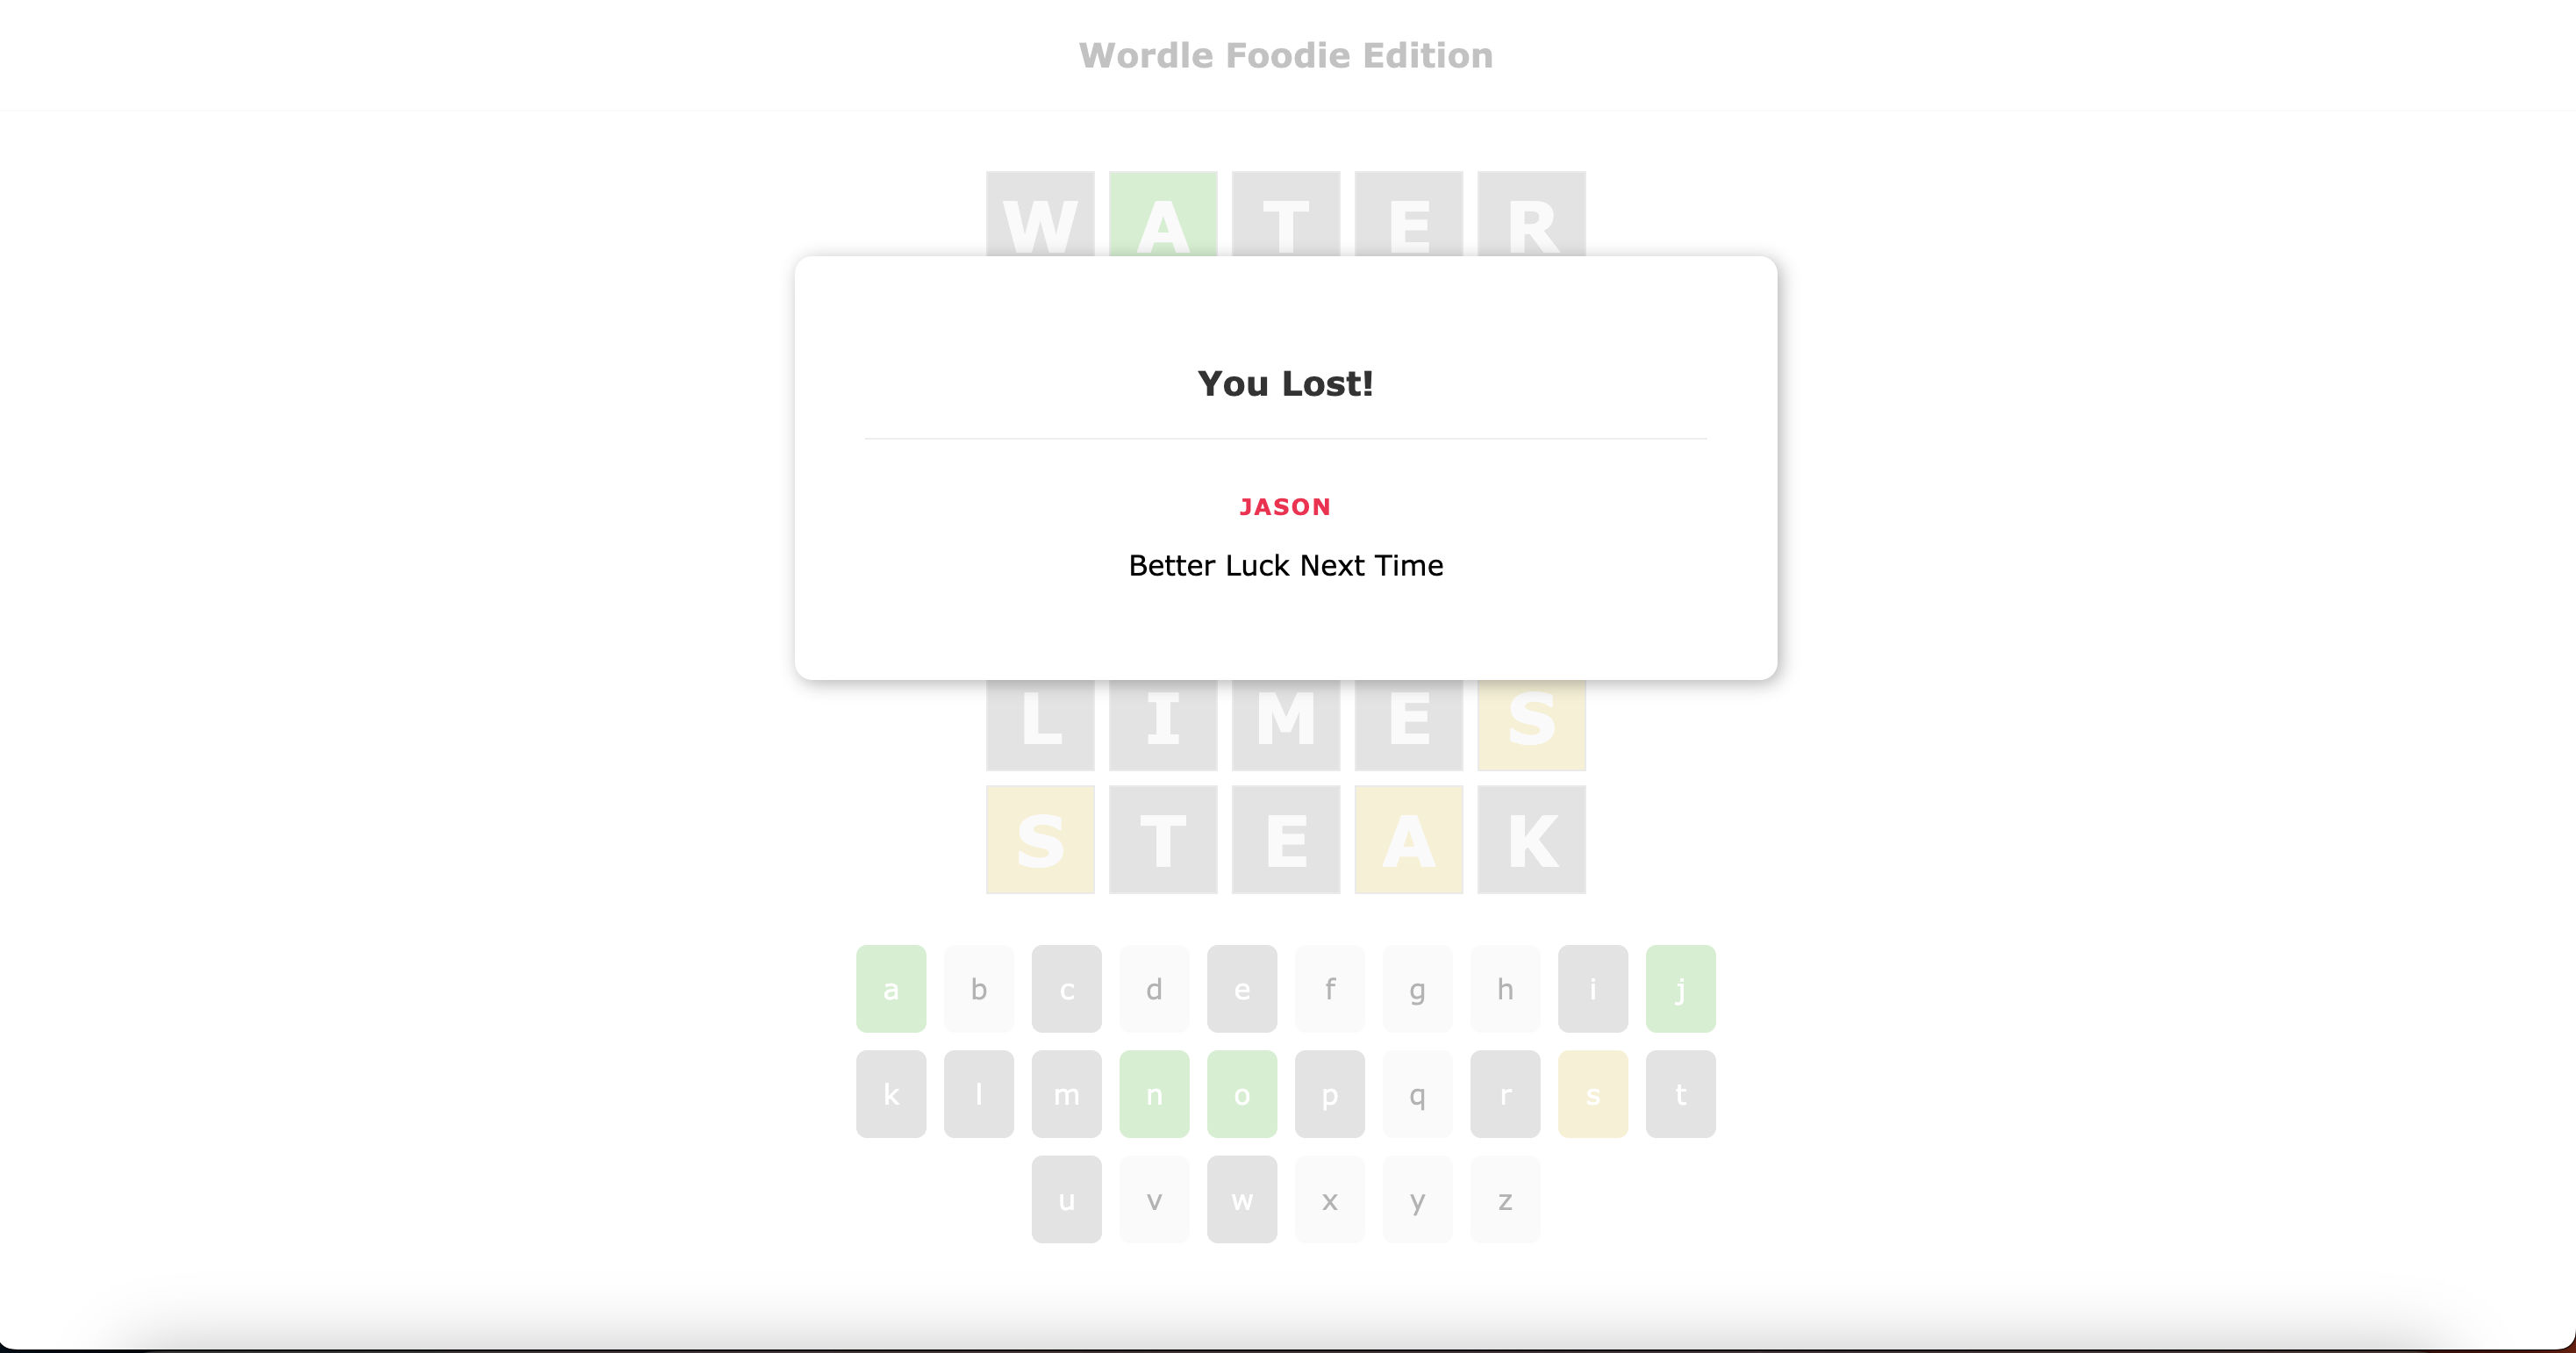 Wordle Foodie Edition
W A T E R
You Lost!
JASON
Better Luck Next Time
L I M E S
S T E A K
a b c d e f g h i j
k l m n o p q r s t
u v w x y z